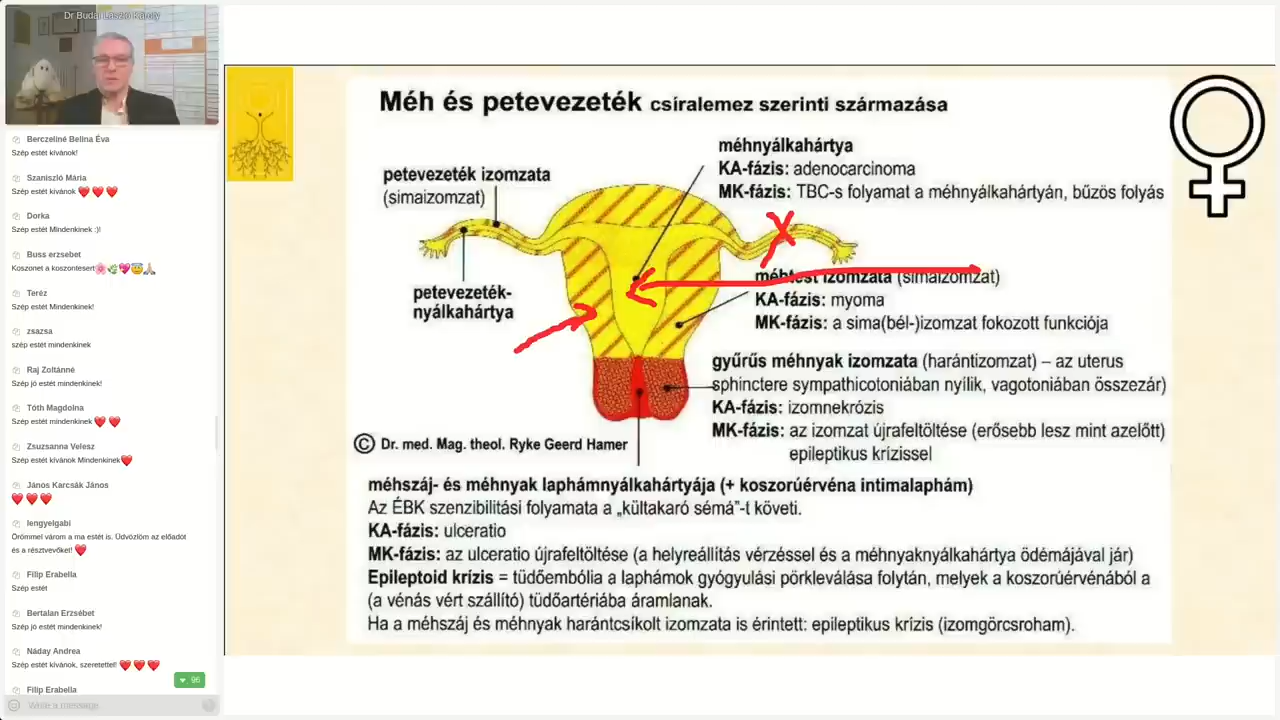 Berczeliné Belina Éva
Szép estét kívánok!
Szaniszló Mária
Szép estét kívánok
Dorka
Szép estét Mindenkinek :)!
Buss erzsebet
Koszonet a koszontesert
Teréz
Szép estét Mindenkinek!
zsazsa
szép estét mindenkinek
Raj Zoltánné
Szép jó estét mindenkinek!
Tóth Magdolna
Szép estét mindenkinek
Zsuzsanna Velesz
Szép estét kívánok Mindenkinek
János Karcsák János
lengyelgabi
Örömmel várom a ma estét is. Üdvözlöm az előadót
és a résztvevőket!
Filip Erabella
Szép estét
Bertalan Erzsébet
Szép jó estét mindenkinek!
Náday Andrea
Szép estét kívánok, szeretettel!
96
Filip Erabella
Write a message
Méh és petevezeték csíralemez szerinti származása
petevezeték izomzata
(simaizomzat)
petevezeték-
nyálkahártya
méhnyálkahártya
KA-fázis: adenocarcinoma
MK-fázis: TBC-s folyamat a méhnyálkahártyán, bűzös folyás
méhtest izomzata (simaizomzat)
KA-fázis: myoma
MK-fázis: a sima(bél-)izomzat fokozott funkciója
gyűrűs méhnyak izomzata (harántizomzat) – az uterus
sphinctere sympathicotoniában nyílik, vagotoniában összezár)
KA-fázis: izomnekrózis
MK-fázis: az izomzat újrafeltöltése (erősebb lesz mint azelőtt)
epileptikus krízissel
© Dr. med. Mag. theol. Ryke Geerd Hamer
méhszáj- és méhnyak laphámnyálkahártyája (+ koszorúérvéna intimalaphám)
Az ÉBK szenzibilitási folyamata a „kültakaró sémá”-t követi.
KA-fázis: ulceratio
MK-fázis: az ulceratio újrafeltöltése (a helyreállítás vérzéssel és a méhnyaknyálkahártya ödémájával jár)
Epileptoid krízis = tüdőembólia a laphámok gyógyulási pörkleválása folytán, melyek a koszorúérvénából a
(a vénás vért szállító) tüdőartériába áramlanak.
Ha a méhszáj és méhnyak harántcsíkolt izomzata is érintett: epileptikus krízis (izomgörcsroham).